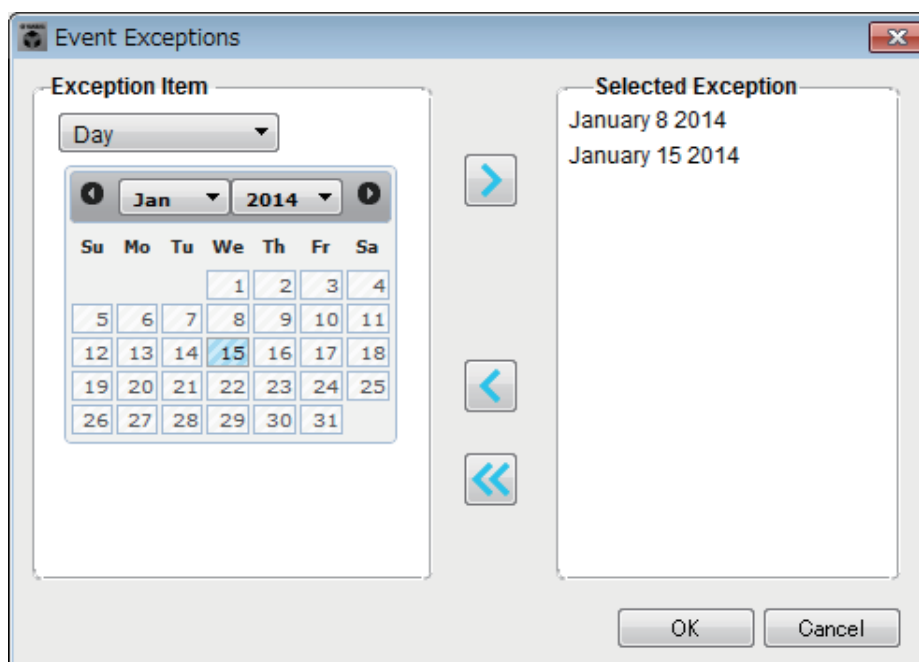 Event Exceptions
Exception Item
Day
Jan 2014
Su Mo Tu We Th Fr Sa
1 2 3 4
5 6 7 8 9 10 11
12 13 14 15 16 17 18
19 20 21 22 23 24 25
26 27 28 29 30 31
Selected Exception
January 8 2014
January 15 2014
OK Cancel